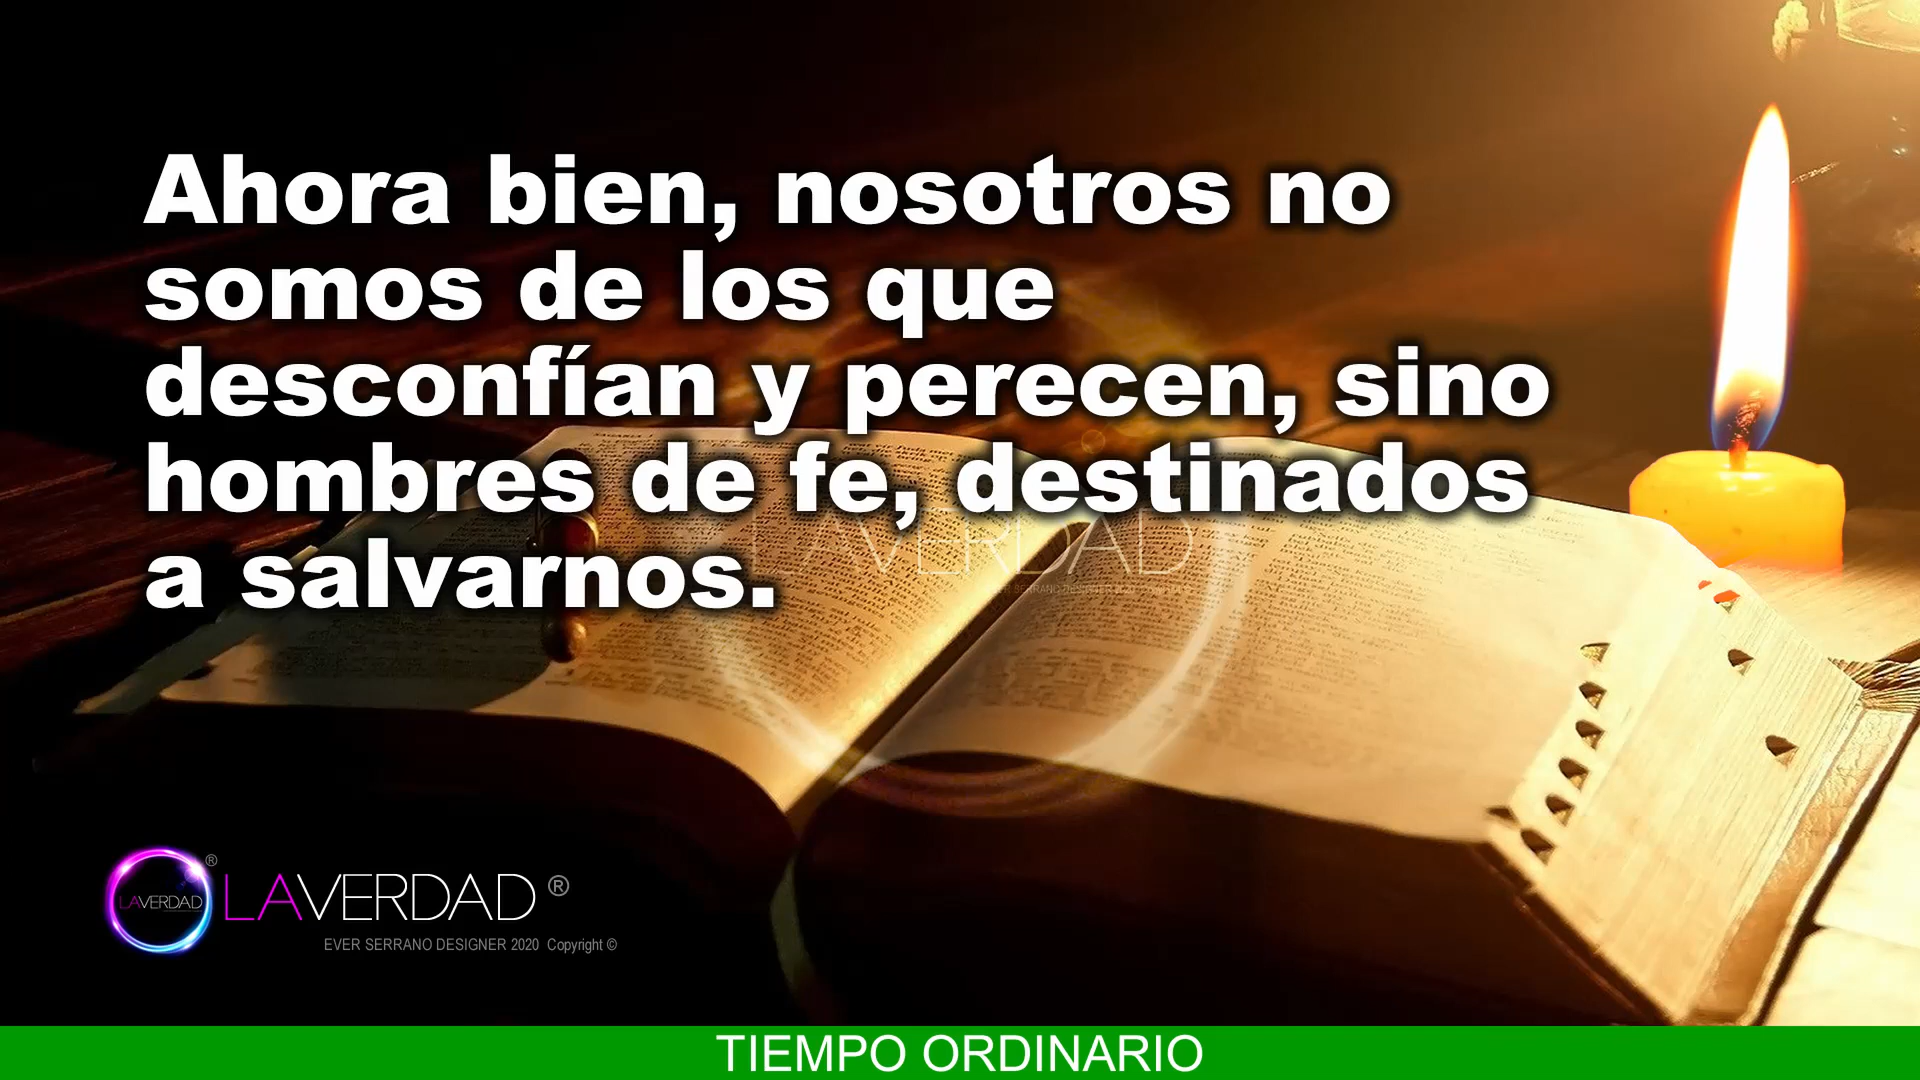 Ahora bien, nosotros no
somos de los que
desconfían y perecen, sino
hombres de fe, destinados
a salvarnos.
LAVERDAD
LAVERDAD ®
LAVERDAD ®
EVER SERRANO DESIGNER 2020 Copyright ©
TIEMPO ORDINARIO